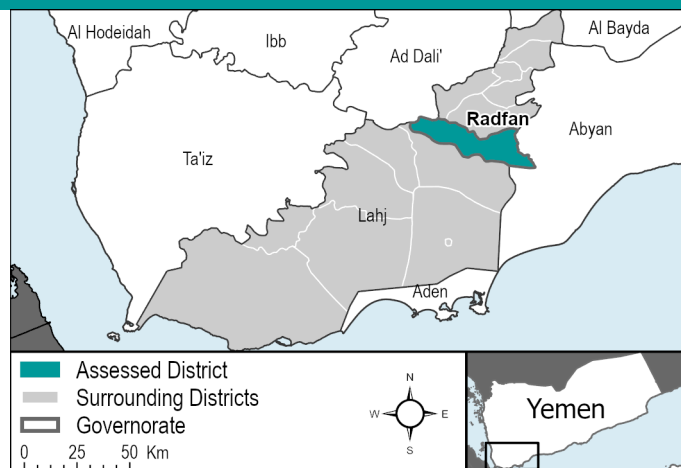 Al Hodeidah
Ibb
Al Bayda
Ad Dali'
Radfan
Abyan
Ta'iz
Lahj
Aden
Assessed District
Surrounding Districts
Governorate
0 25 50 Km
N
W E
S
Yemen